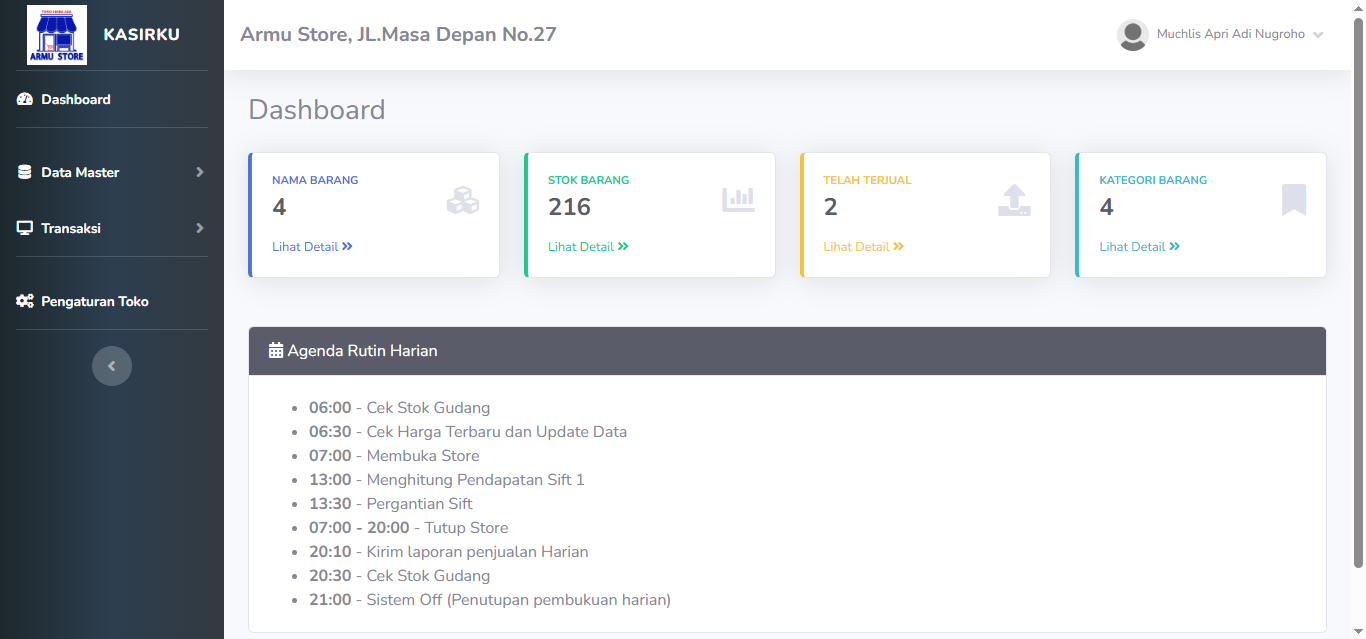 TOKO SERBA ADA
ARMU STORE
KASIRKU
Armu Store, JL.Masa Depan No.27
Muchlis Apri Adi Nugroho
Dashboard
Data Master
Transaksi
Pengaturan Toko
Dashboard
NAMA BARANG
4
Lihat Detail
STOK BARANG
216
Lihat Detail
TELAH TERJUAL
2
Lihat Detail
KATEGORI BARANG
4
Lihat Detail
Agenda Rutin Harian
06:00 - Cek Stok Gudang
06:30 - Cek Harga Terbaru dan Update Data
07:00 - Membuka Store
13:00 - Menghitung Pendapatan Sift 1
13:30 - Pergantian Sift
07:00 - 20:00 - Tutup Store
20:10 - Kirim laporan penjualan Harian
20:30 - Cek Stok Gudang
21:00 - Sistem Off (Penutupan pembukuan harian)